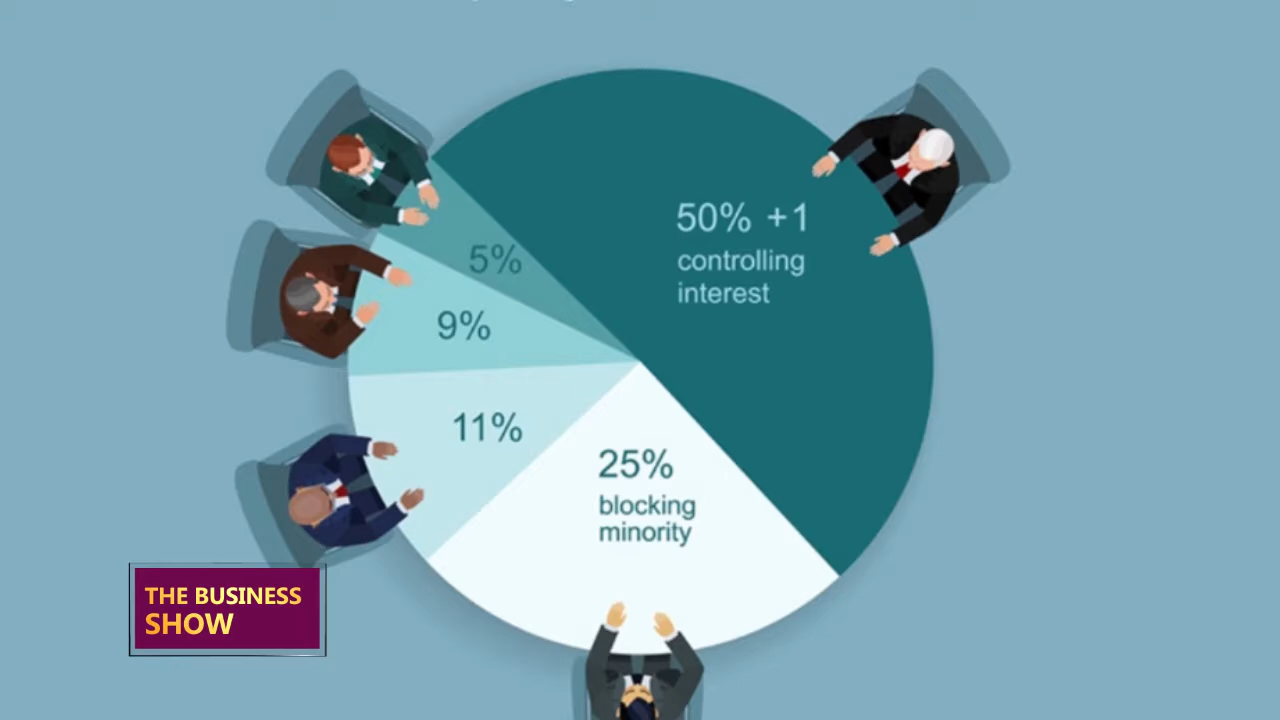 50% +1
controlling
interest
5%
9%
11%
25%
blocking
minority
THE BUSINESS
SHOW